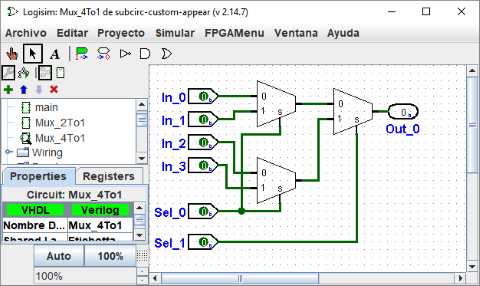 Logisim: Mux_4To1 de subcirc-custom-appear (v 2.14.7)
Archivo Editar Proyecto Simular FPGAMenu Ventana Ayuda
A
main
Mux_2To1
Mux_4To1
Wiring
Properties Registers
Circuit: Mux_4To1
VHDL Verilog
Nombre D... Mux_4To1
Shared La... Etichetta
Auto 100%
100%
In_0 0
In_1 0
In_2 0
In_3 0
Sel_0 0
Sel_1 0
0
1 s
0
1 s
0
1 s
0
Out_0